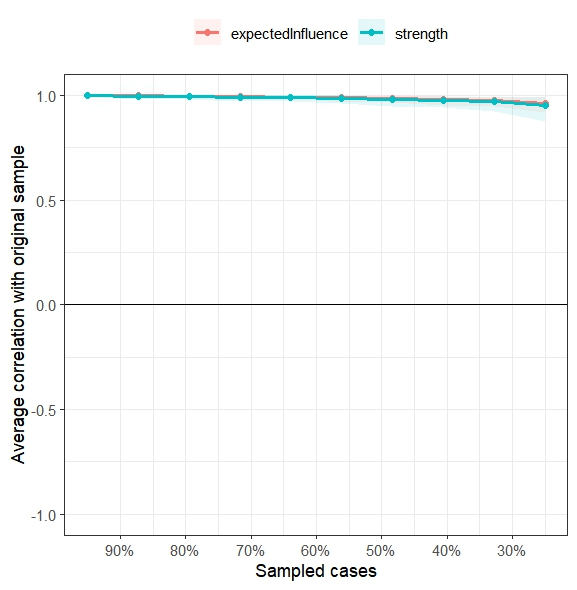 expectedInfluence strength
Average correlation with original sample
1.0
0.5
0.0
-0.5
-1.0
90% 80% 70% 60% 50% 40% 30%
Sampled cases